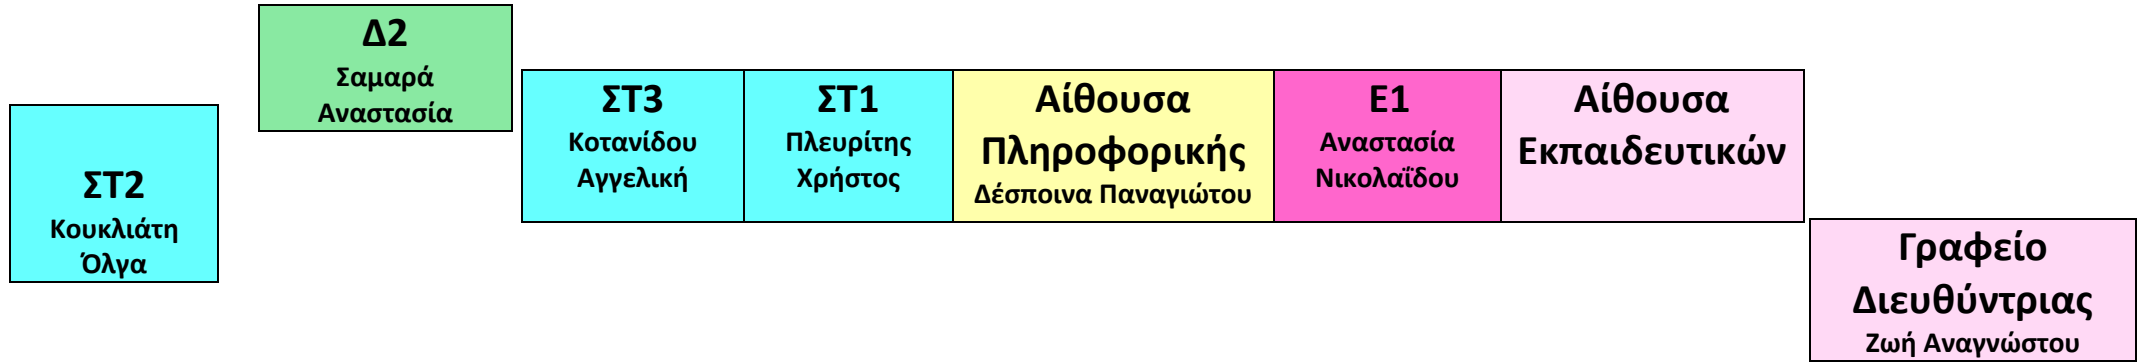 ΣΤ2
Κουκλιάτη
Όλγα
Δ2
Σαμαρά
Αναστασία
ΣΤ3
Κοτανίδου
Αγγελική
ΣΤ1
Πλευρίτης
Χρήστος
Αίθουσα
Πληροφορικής
Δέσποινα Παναγιώτου
Ε1
Αναστασία
Νικολαΐδου
Αίθουσα
Εκπαιδευτικών
Γραφείο
Διευθύντριας
Ζωή Αναγνώστου